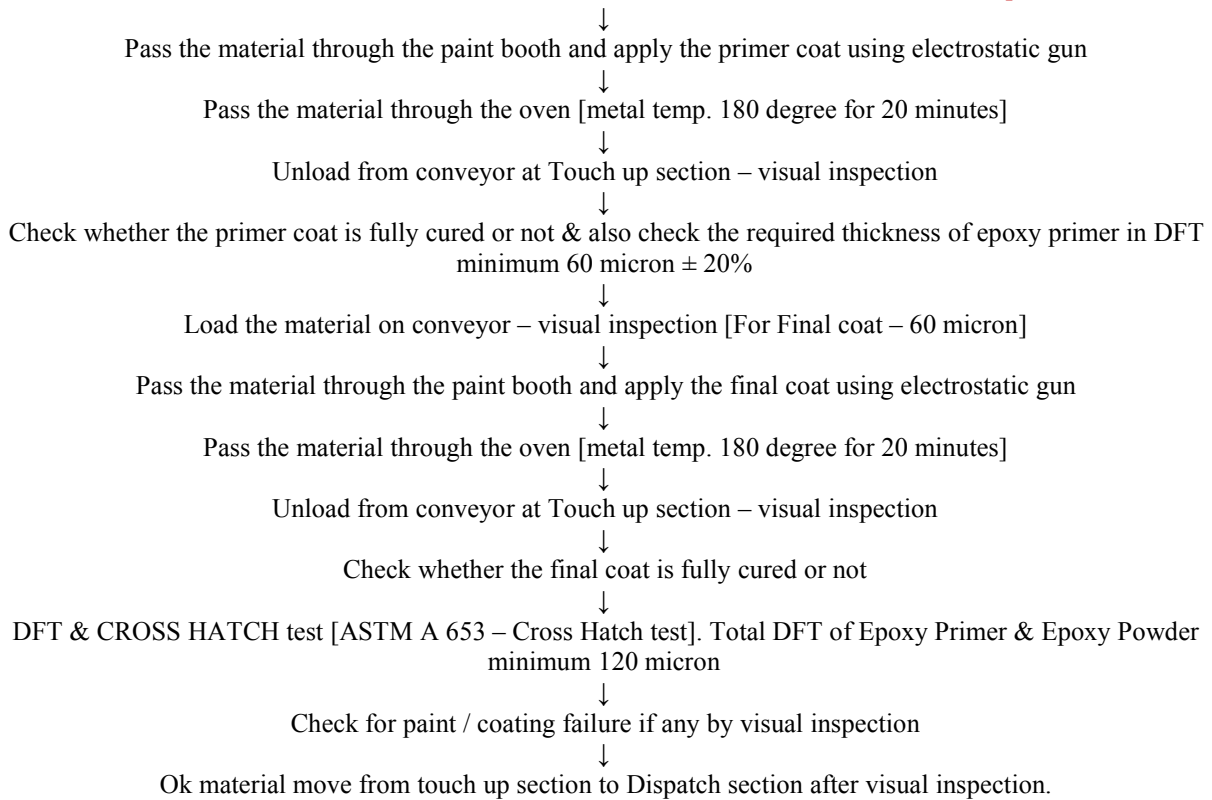 ↓
Pass the material through the paint booth and apply the primer coat using electrostatic gun
↓
Pass the material through the oven [metal temp. 180 degree for 20 minutes]
↓
Unload from conveyor at Touch up section – visual inspection
↓
Check whether the primer coat is fully cured or not & also check the required thickness of epoxy primer in DFT
minimum 60 micron ± 20%
↓
Load the material on conveyor – visual inspection [For Final coat – 60 micron]
↓
Pass the material through the paint booth and apply the final coat using electrostatic gun
↓
Pass the material through the oven [metal temp. 180 degree for 20 minutes]
↓
Unload from conveyor at Touch up section – visual inspection
↓
Check whether the final coat is fully cured or not
↓
DFT & CROSS HATCH test [ASTM A 653 – Cross Hatch test]. Total DFT of Epoxy Primer & Epoxy Powder
minimum 120 micron
↓
Check for paint / coating failure if any by visual inspection
↓
Ok material move from touch up section to Dispatch section after visual inspection.